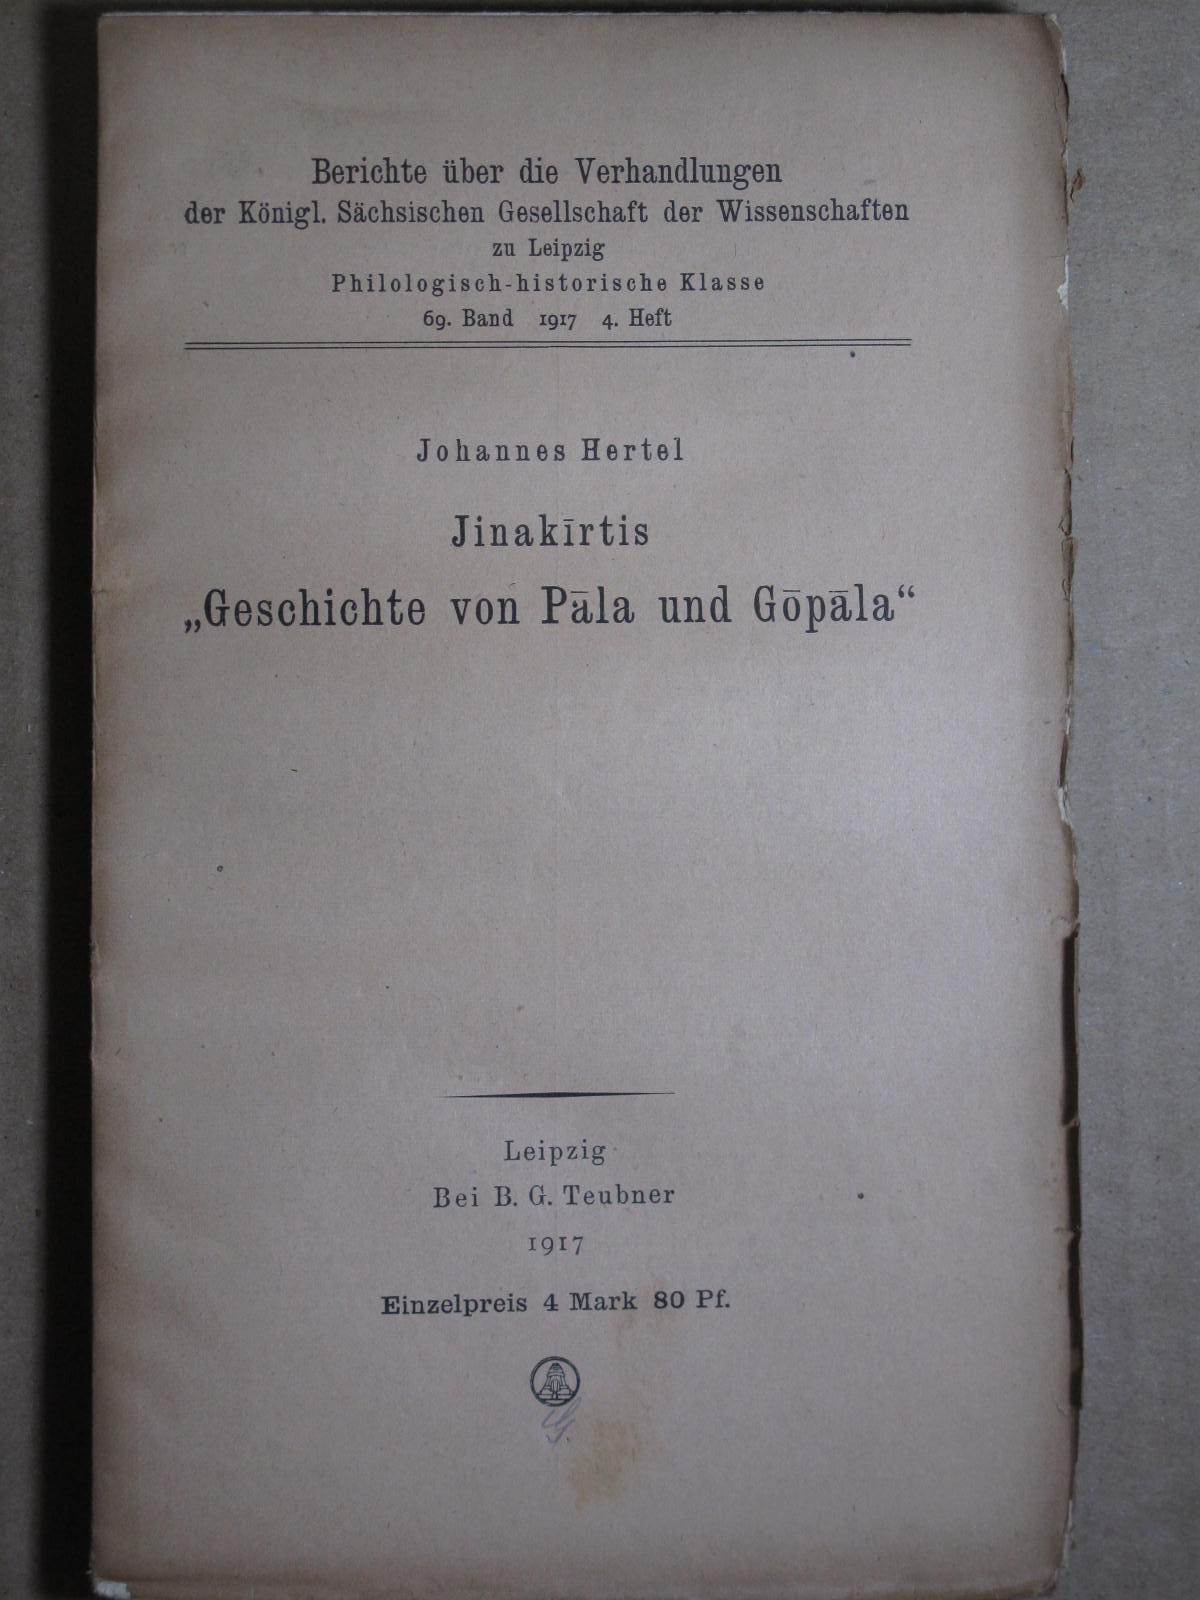 Berichte über die Verhandlungen
der Königl. Sächsischen Gesellschaft der Wissenschaften
zu Leipzig
Philologisch-historische Klasse
69. Band 1917 4. Heft
Johannes Hertel
Jinakīrtis
„Geschichte von Pāla und Gōpāla“
Leipzig
Bei B. G. Teubner
1917
Einzelpreis 4 Mark 80 Pf.